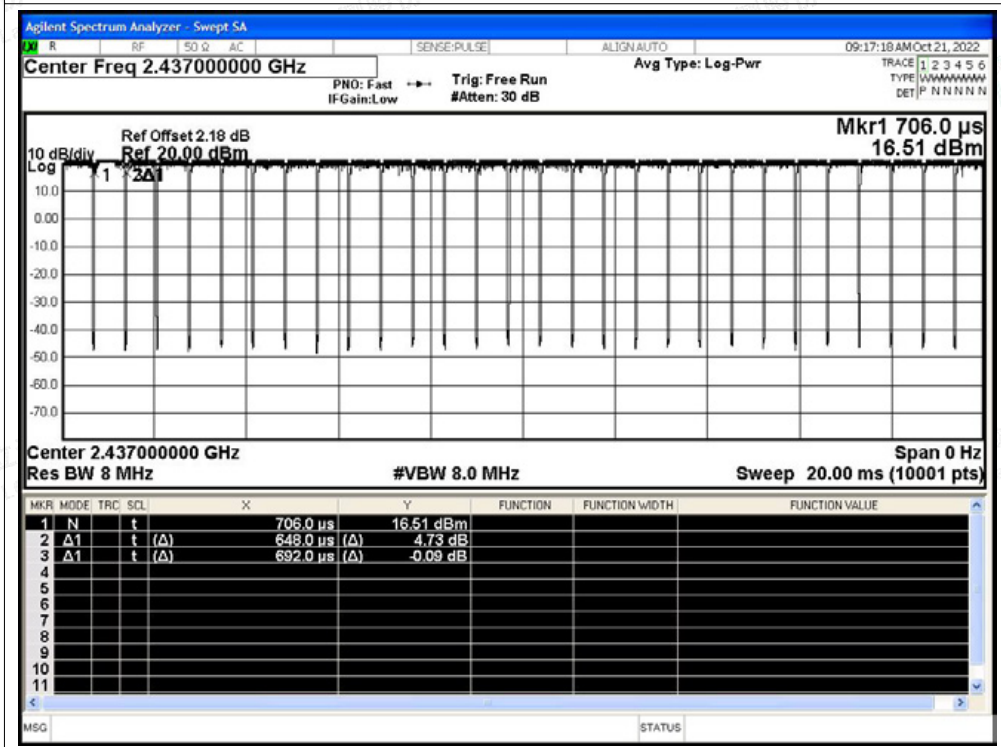 Agilent Spectrum Analyzer - Swept SA
LXI R RF 50 Ω AC SENSE:PULSE ALIGN AUTO 09:17:18 AM Oct 21, 2022
Center Freq 2.437000000 GHz Avg Type: Log-Pwr TRACE 1 2 3 4 5 6
PNO: Fast Trig: Free Run TYPE WWWWWW
IFGain:Low #Atten: 30 dB DET P N N N N N
Mkr1 706.0 µs
Ref Offset 2.18 dB
10 dB/div Ref 20.00 dBm 16.51 dBm
Log
1 3Δ1
10.0
0.00
-10.0
-20.0
-30.0
-40.0
-50.0
-60.0
-70.0
Center 2.437000000 GHz Span 0 Hz
Res BW 8 MHz #VBW 8.0 MHz Sweep 20.00 ms (10001 pts)
MKR MODE TRC SCL X Y FUNCTION FUNCTION WIDTH FUNCTION VALUE
1 N t 706.0 µs 16.51 dBm
2 Δ1 t (Δ) 648.0 µs (Δ) 4.73 dB
3 Δ1 t (Δ) 692.0 µs (Δ) -0.09 dB
4
5
6
7
8
9
10
11
MSG STATUS